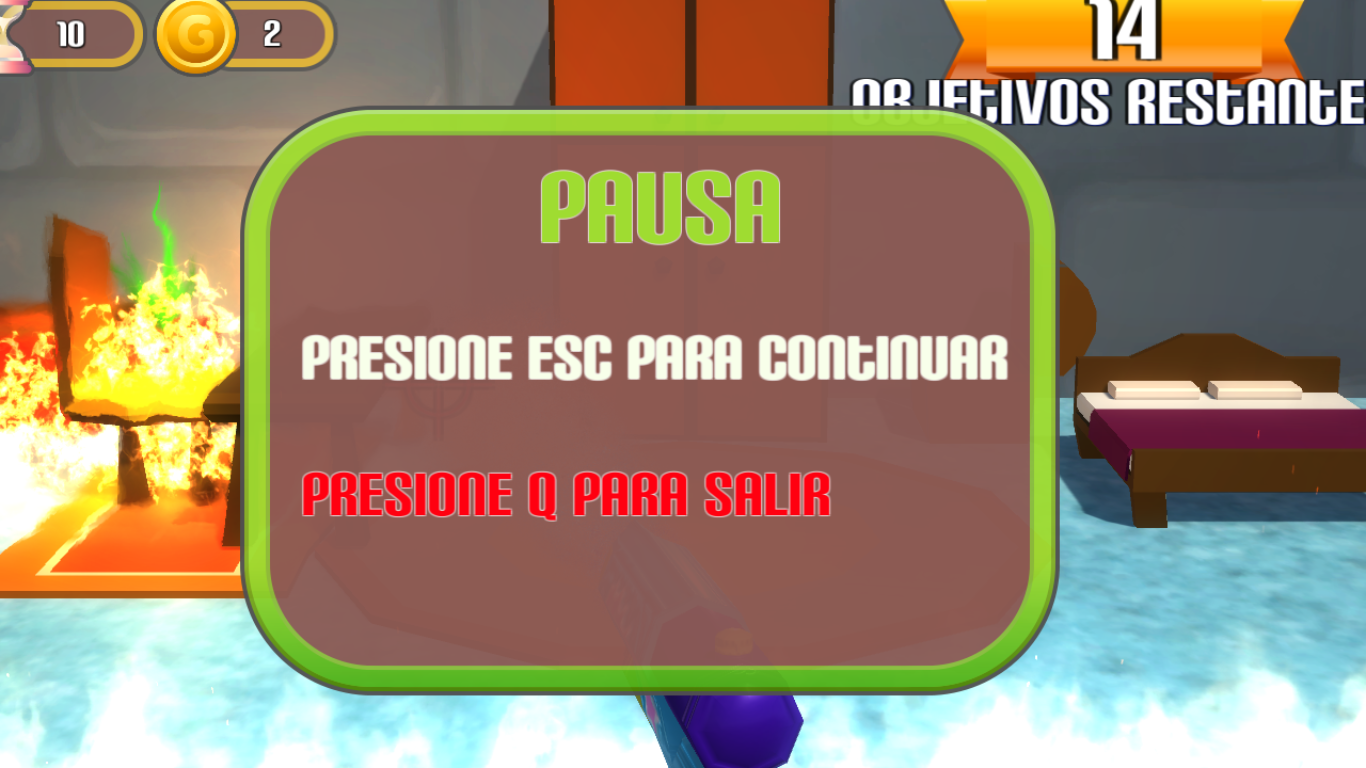 10
2
14
OBJETIVOS RESTANTE
PAUSA
PRESIONE ESC PARA CONTINUAR
PRESIONE Q PARA SALIR